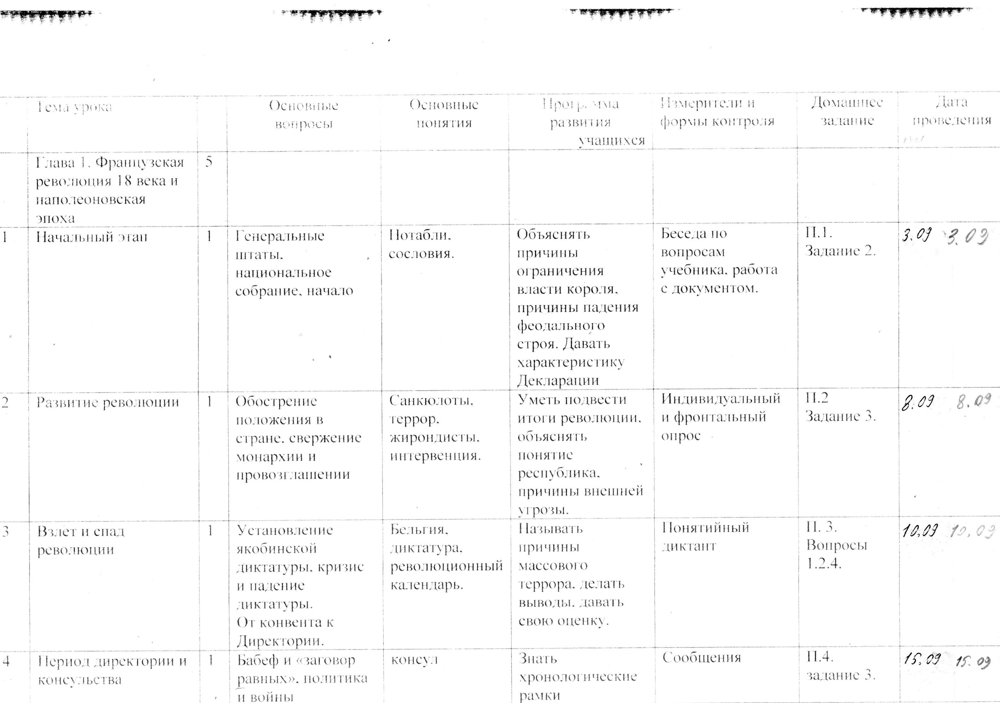 Тема урока
Основные
вопросы
Основные
понятия
Программа
развития
учащихся
Измерители и
формы контроля
Домашнее
задание
Дата
проведения
Глава 1. Французская
революция 18 века и
наполеоновская
эпоха
5
1
Начальный этап
1
Генеральные
штаты,
национальное
собрание, начало
Нотабли,
сословия.
Объяснять
причины
ограничения
власти короля,
причины падения
феодального
строя. Давать
характеристику
Декларации
Беседа по
вопросам
учебника, работа
с документом.
П.1.
Задание 2.
3.09 3.09
2
Развитие революции
1
Обострение
положения в
стране, свержение
монархии и
провозглашении
Санкюлоты,
террор,
жирондисты,
интервенция.
Уметь подвести
итоги революции,
объяснять
понятие
республика,
причины внешней
угрозы.
Индивидуальный
и фронтальный
опрос
П.2
Задание 3.
8.09 8.09
3
Взлет и спад
революции
1
Установление
якобинской
диктатуры, кризис
и падение
диктатуры.
От конвента к
Директории.
Бельгия,
диктатура,
революционный
календарь.
Называть
причины
массового
террора, делать
выводы, давать
свою оценку.
Понятийный
диктант
П. 3.
Вопросы
1.2.4.
10.09 10.09
4
Период директории и
консульства
1
Бабеф и «заговор
равных», политика
и войны
консул
Знать
хронологические
рамки
Сообщения
П.4.
задание 3.
15.09 15.09